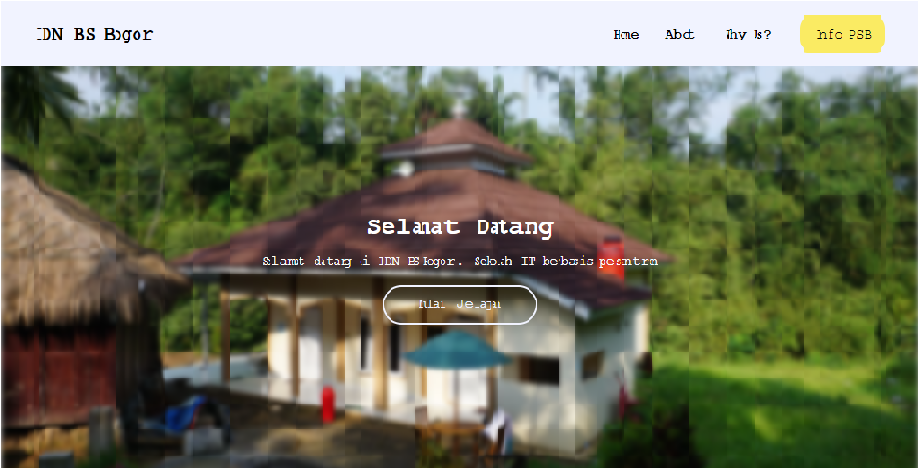 IDN BS Bogor
Home About Why Us? Info PSB
Selamat Datang
Selamat datang di IDN BS Bogor. Sekolah IT berbasis pesantren
Mulai Jelajah